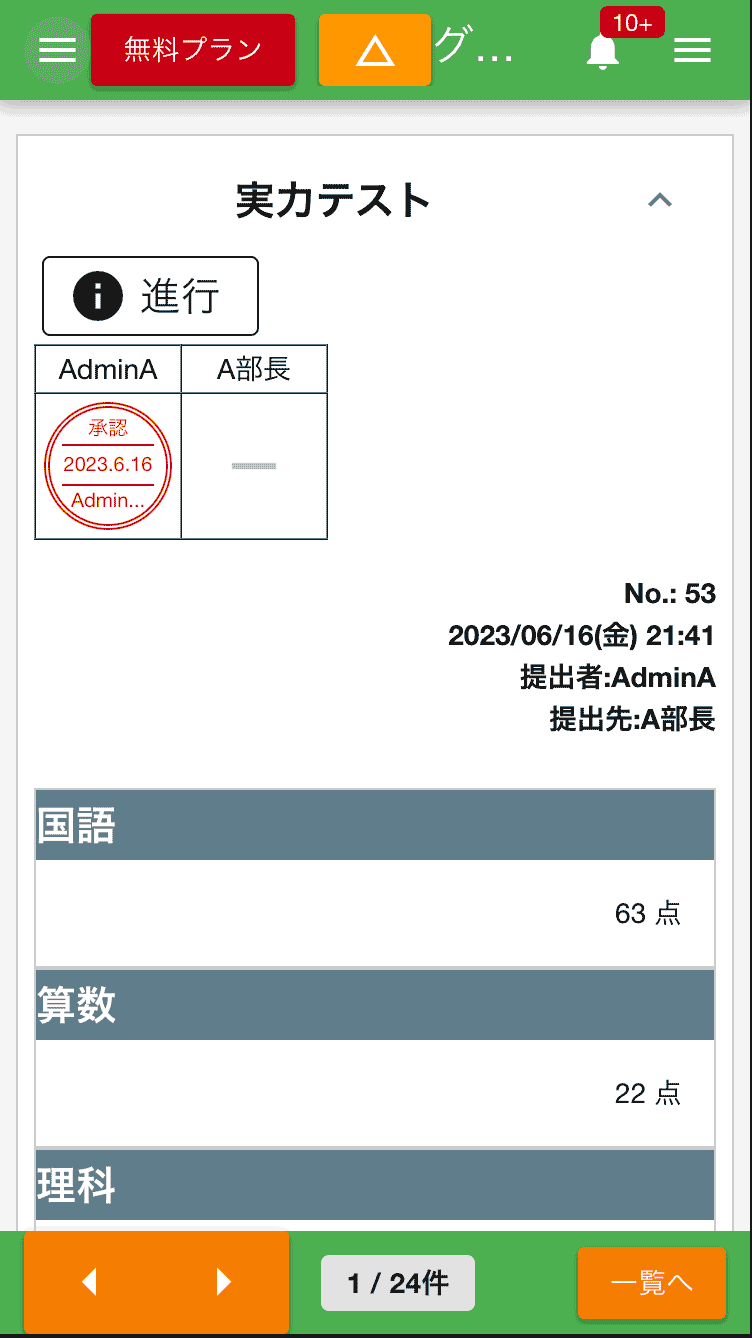 無料プラン
グ...
10+
実力テスト
進行
AdminA A部長
承認
2023.6.16
Admin...
No.: 53
2023/06/16(金) 21:41
提出者:AdminA
提出先:A部長
国語
63 点
算数
22 点
理科
1 / 24件
一覧へ